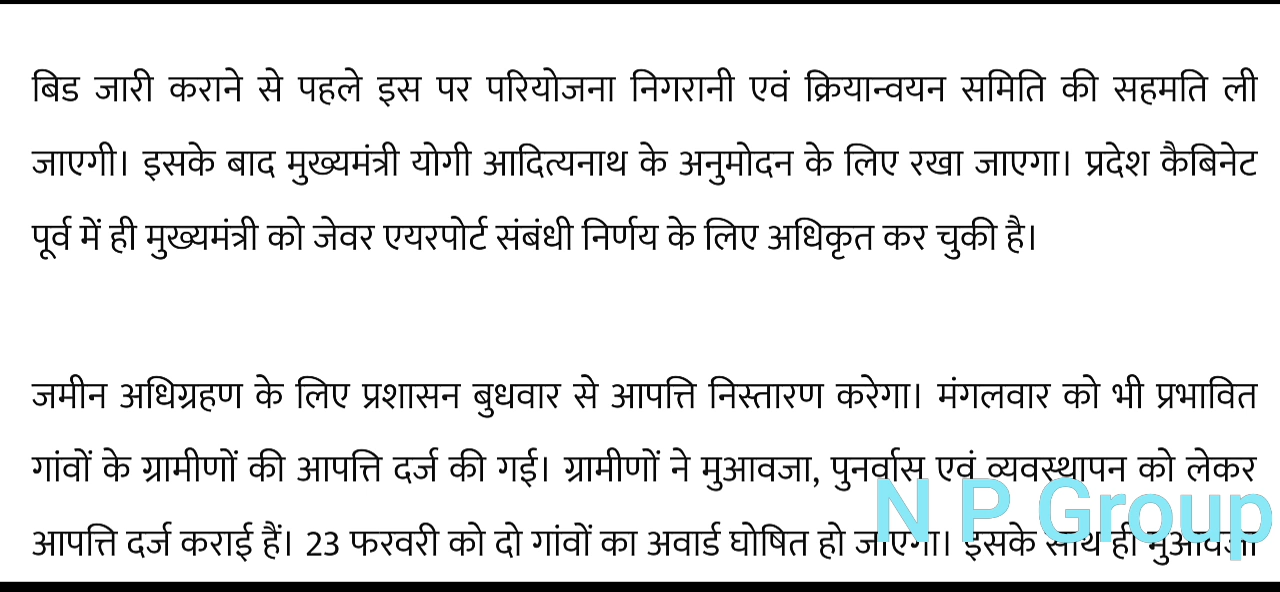 बिड जारी कराने से पहले इस पर परियोजना निगरानी एवं क्रियान्वयन समिति की सहमति ली
जाएगी। इसके बाद मुख्यमंत्री योगी आदित्यनाथ के अनुमोदन के लिए रखा जाएगा। प्रदेश कैबिनेट
पूर्व में ही मुख्यमंत्री को जेवर एयरपोर्ट संबंधी निर्णय के लिए अधिकृत कर चुकी है।
जमीन अधिग्रहण के लिए प्रशासन बुधवार से आपत्ति निस्तारण करेगा। मंगलवार को भी प्रभावित
गांवों के ग्रामीणों की आपत्ति दर्ज की गई। ग्रामीणों ने मुआवजा, पुनर्वास एवं व्यवस्थापन को लेकर
आपत्ति दर्ज कराई हैं। 23 फरवरी को दो गांवों का अवार्ड घोषित हो जाएगा। इसके साथ ही मुआवजा
N P Group